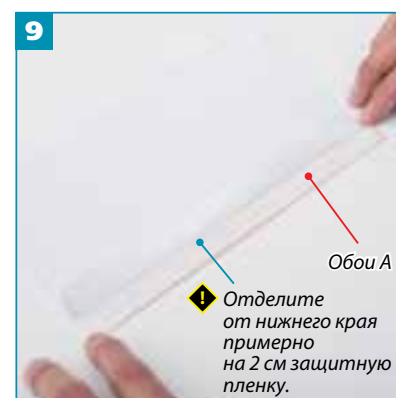 9
Обои А
Отделите
от нижнего края
примерно
на 2 см защитную
пленку.